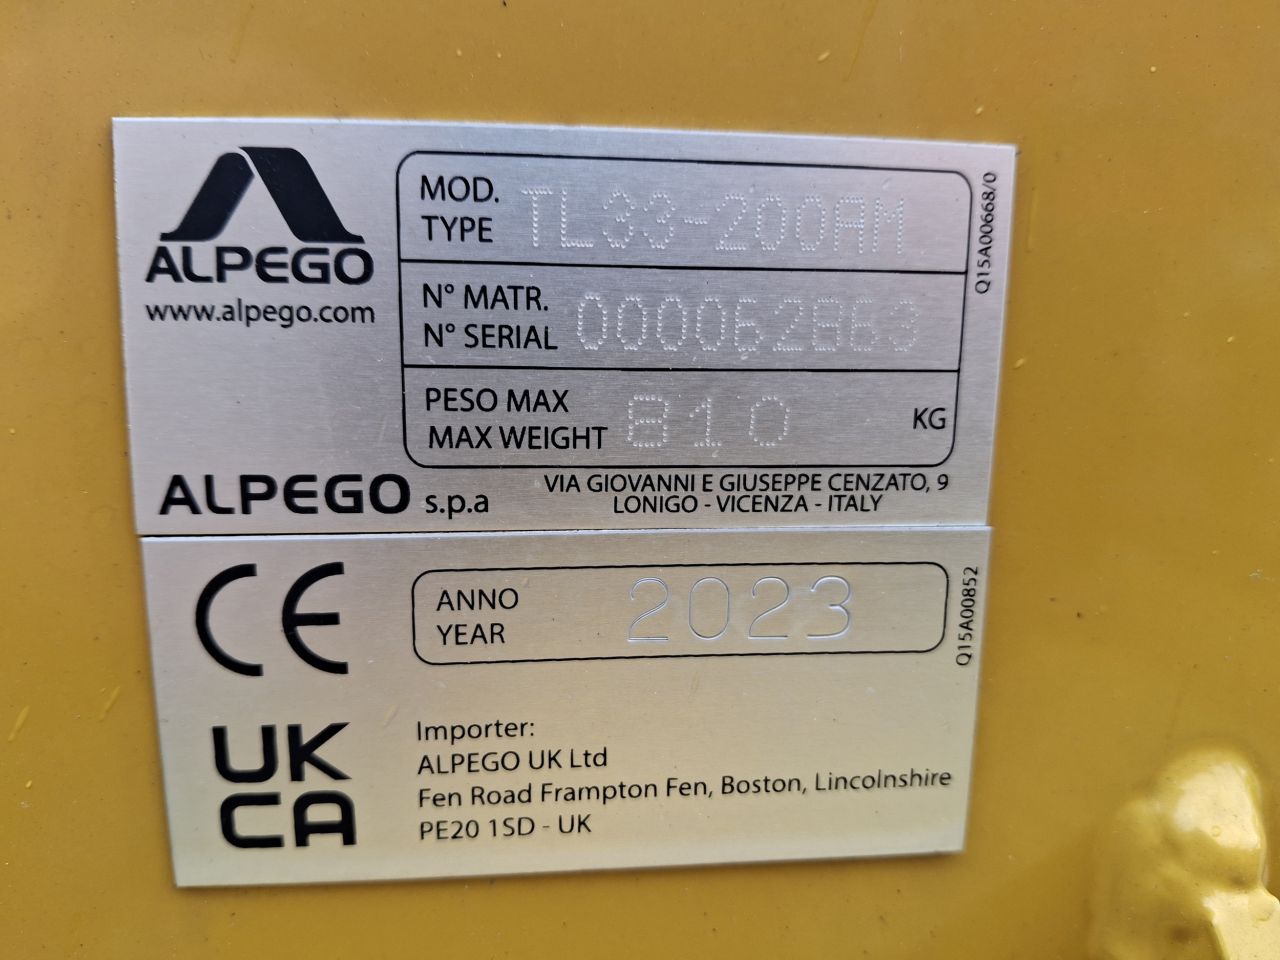 ALPEGO
www.alpego.com
MOD. TYPE TL33-200AM
N° MATR. N° SERIAL 000062863
PESO MAX MAX WEIGHT 810 KG
Q15A00668/0
ALPEGO s.p.a
VIA GIOVANNI E GIUSEPPE CENZATO, 9
LONIGO - VICENZA - ITALY
CE
ANNO YEAR 2023
Q15A00852
UK
CA
Importer:
ALPEGO UK Ltd
Fen Road Frampton Fen, Boston, Lincolnshire
PE20 1SD - UK